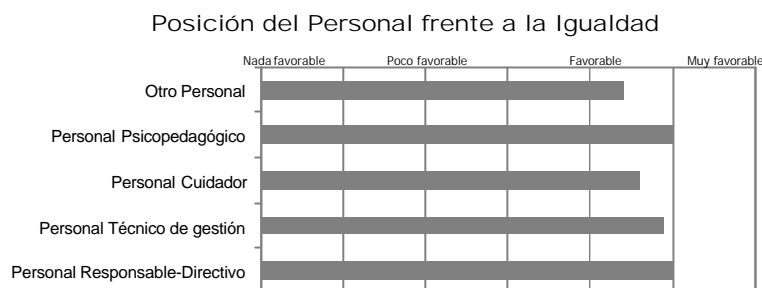 Posición del Personal frente a la Igualdad
Nada favorable Poco favorable Favorable Muy favorable
Otro Personal
Personal Psicopedagógico
Personal Cuidador
Personal Técnico de gestión
Personal Responsable-Directivo